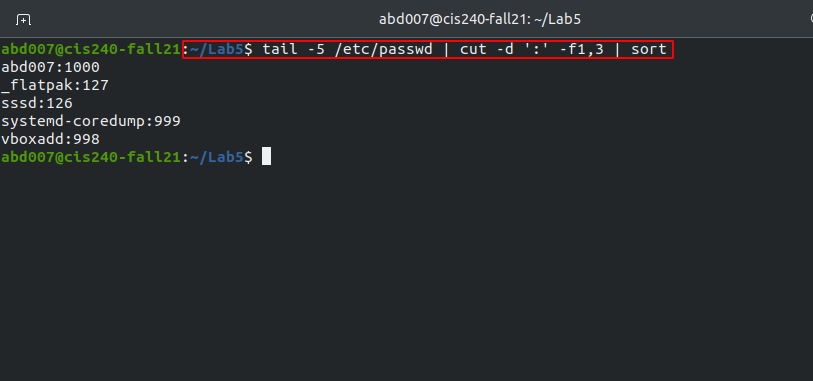 abd007@cis240-fall21: ~/Lab5
abd007@cis240-fall21:~/Lab5$ tail -5 /etc/passwd | cut -d ':' -f1,3 | sort
abd007:1000
_flatpak:127
sssd:126
systemd-coredump:999
vboxadd:998
abd007@cis240-fall21:~/Lab5$